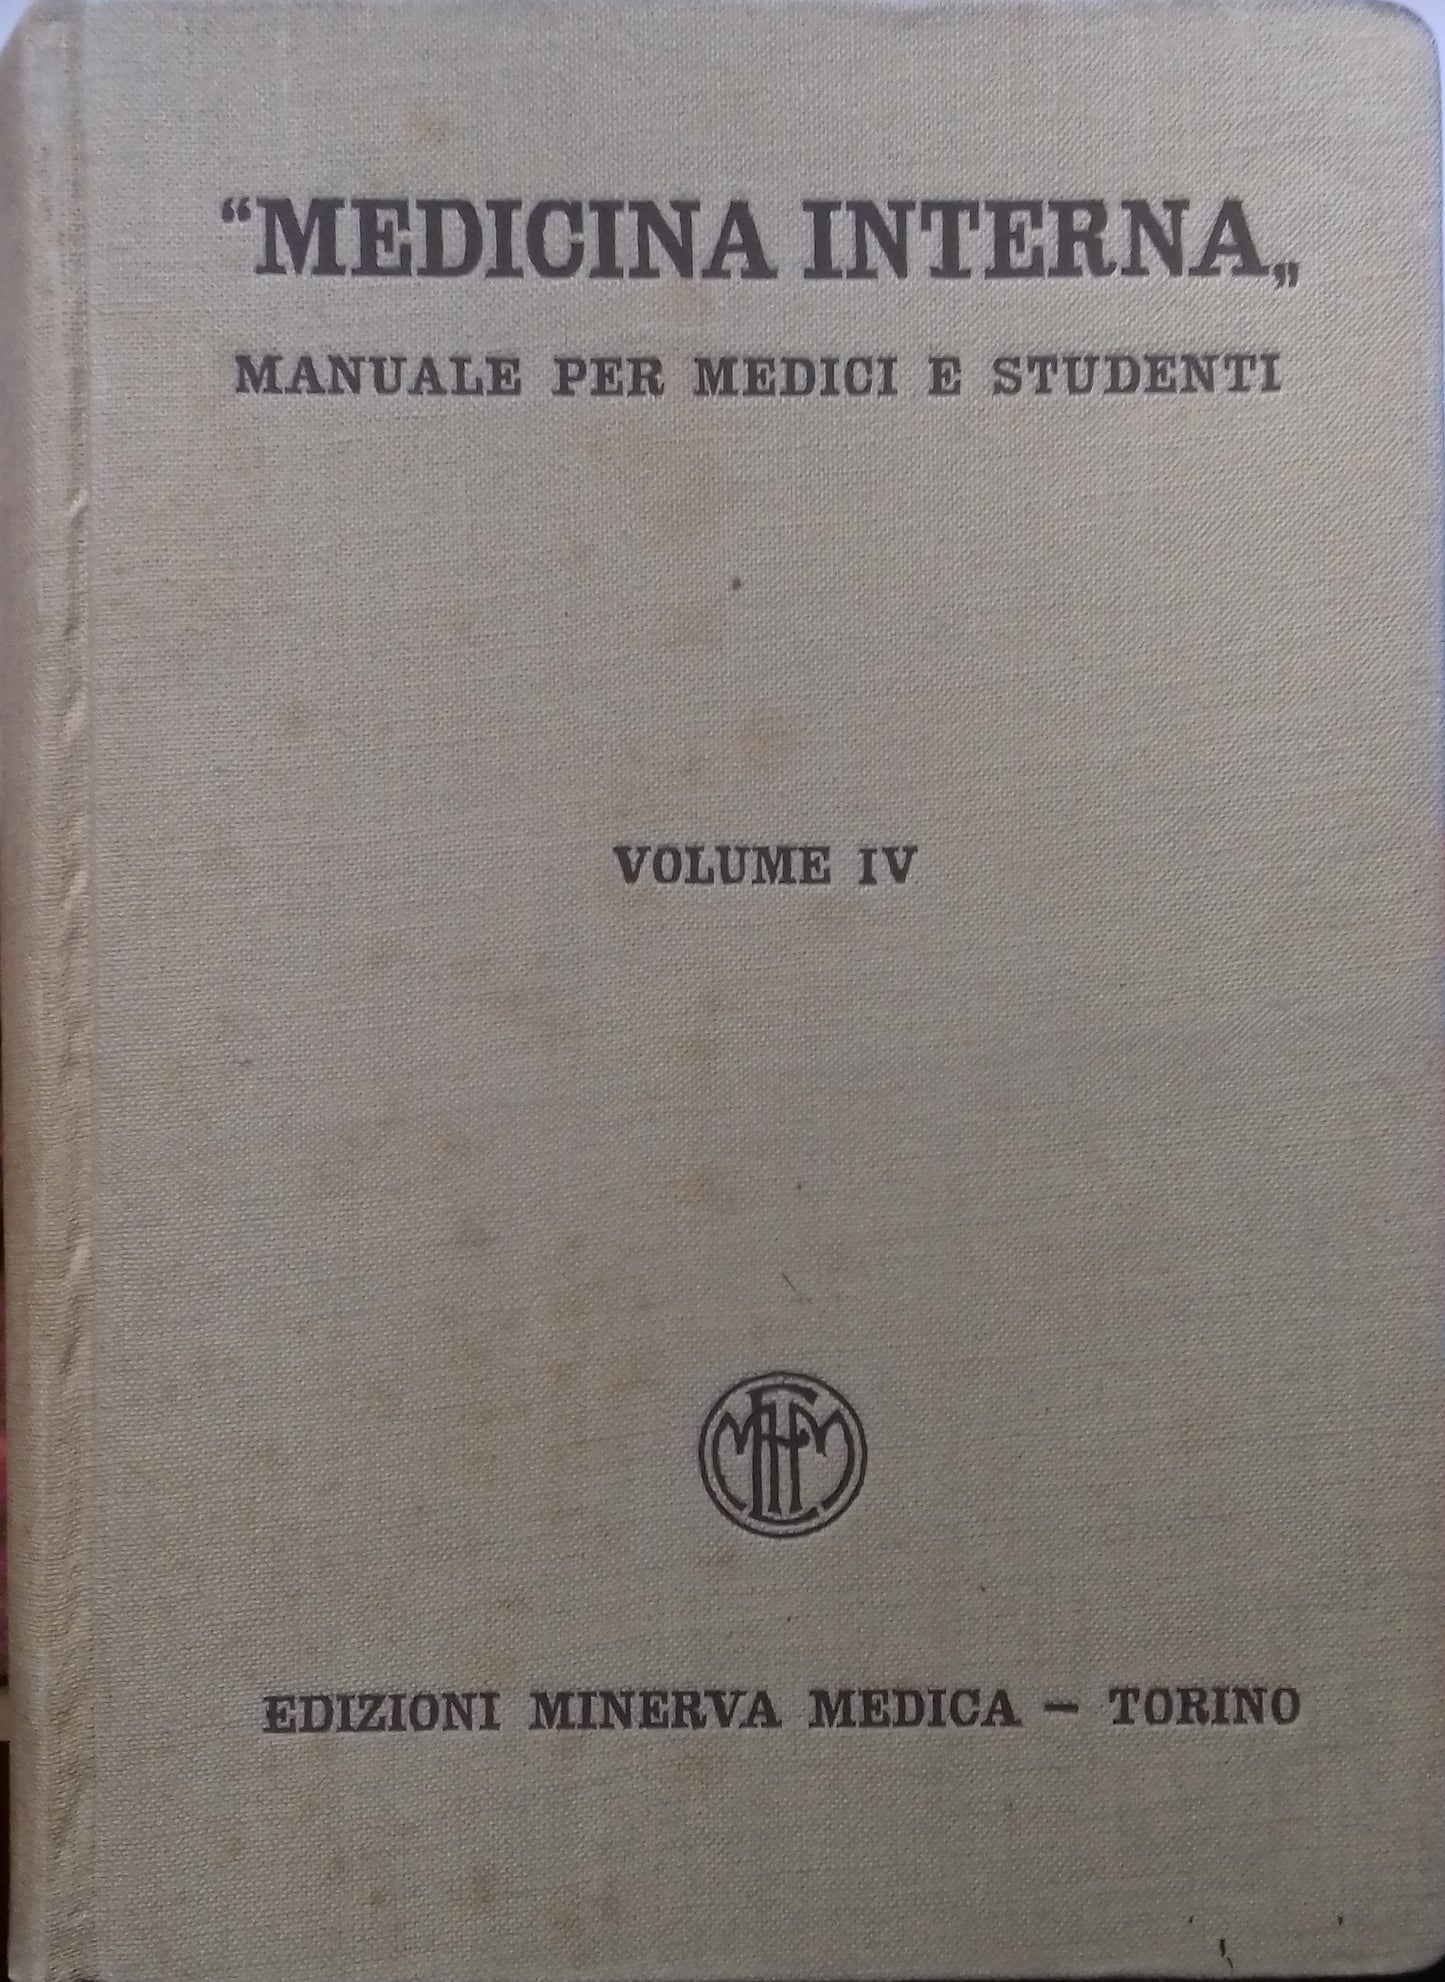 “MEDICINA INTERNA„
MANUALE PER MEDICI E STUDENTI
VOLUME IV
EDIZIONI MINERVA MEDICA - TORINO